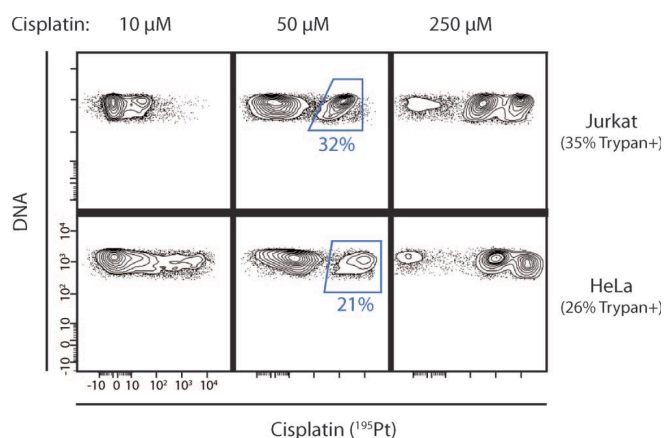 Cisplatin: 10 µM 50 µM 250 µM
32%
Jurkat
(35% Trypan+)
DNA
10⁴
10³
10²
10
0
-10
21%
HeLa
(26% Trypan+)
-10 0 10 10² 10³ 10⁴
Cisplatin (¹⁹⁵Pt)